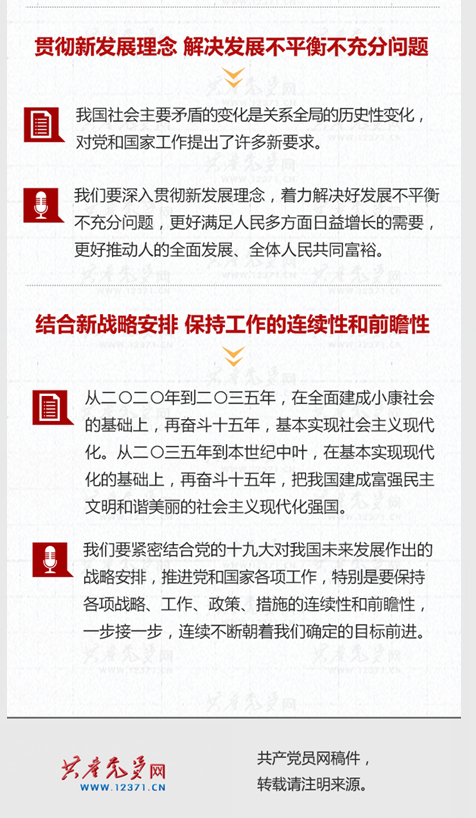 贯彻新发展理念 解决发展不平衡不充分问题
我国社会主要矛盾的变化是关系全局的历史性变化，
对党和国家工作提出了许多新要求。
我们要深入贯彻新发展理念，着力解决好发展不平衡
不充分问题，更好满足人民多方面日益增长的需要，
更好推动人的全面发展、全体人民共同富裕。
结合新战略安排 保持工作的连续性和前瞻性
从二〇二〇年到二〇三五年，在全面建成小康社会
的基础上，再奋斗十五年，基本实现社会主义现代
化。从二〇三五年到本世纪中叶，在基本实现现代
化的基础上，再奋斗十五年，把我国建成富强民主
文明和谐美丽的社会主义现代化强国。
我们要紧密结合党的十九大对我国未来发展作出的
战略安排，推进党和国家各项工作，特别是要保持
各项战略、工作、政策、措施的连续性和前瞻性，
一步接一步，连续不断朝着我们确定的目标前进。
共产党员网
WWW.12371.CN
共产党员网稿件，
转载请注明来源。